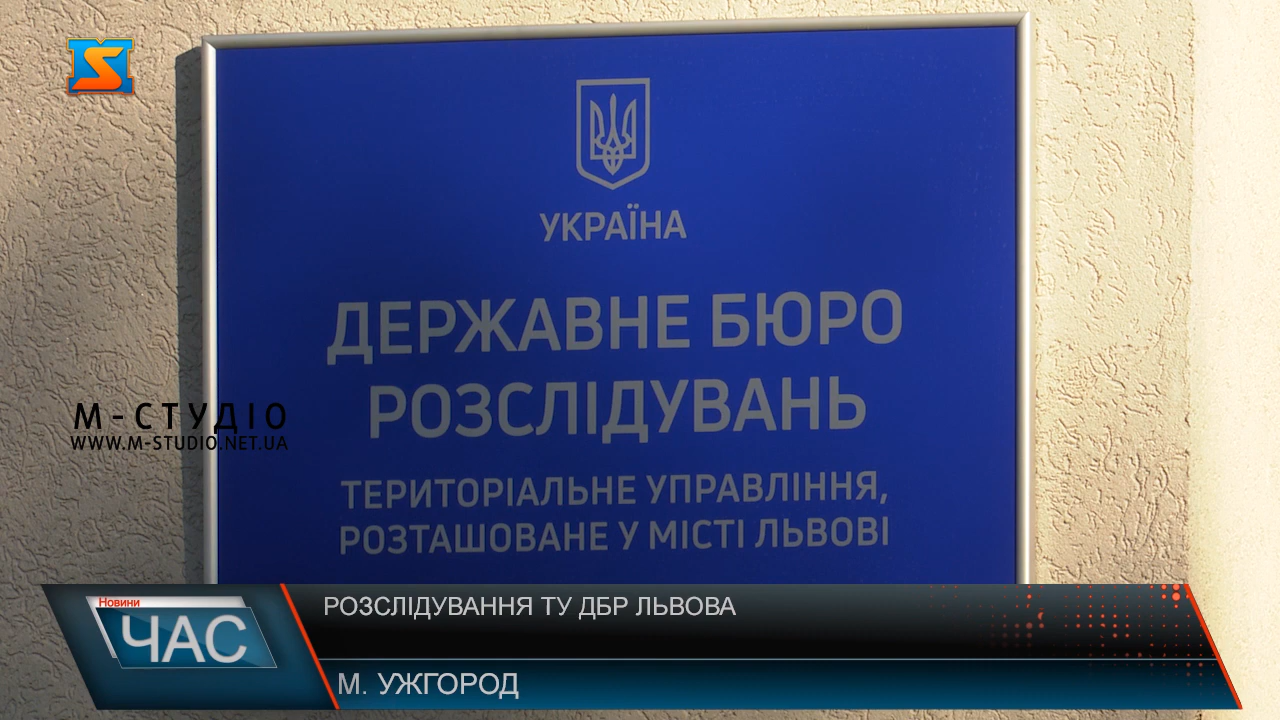 УКРАЇНА
ДЕРЖАВНЕ БЮРО
РОЗСЛІДУВАНЬ
ТЕРИТОРІАЛЬНЕ УПРАВЛІННЯ,
РОЗТАШОВАНЕ У МІСТІ ЛЬВОВІ
М-СТУДІО
WWW.M-STUDIO.NET.UA
Новини
ЧАС
РОЗСЛІДУВАННЯ ТУ ДБР ЛЬВОВА
М. УЖГОРОД